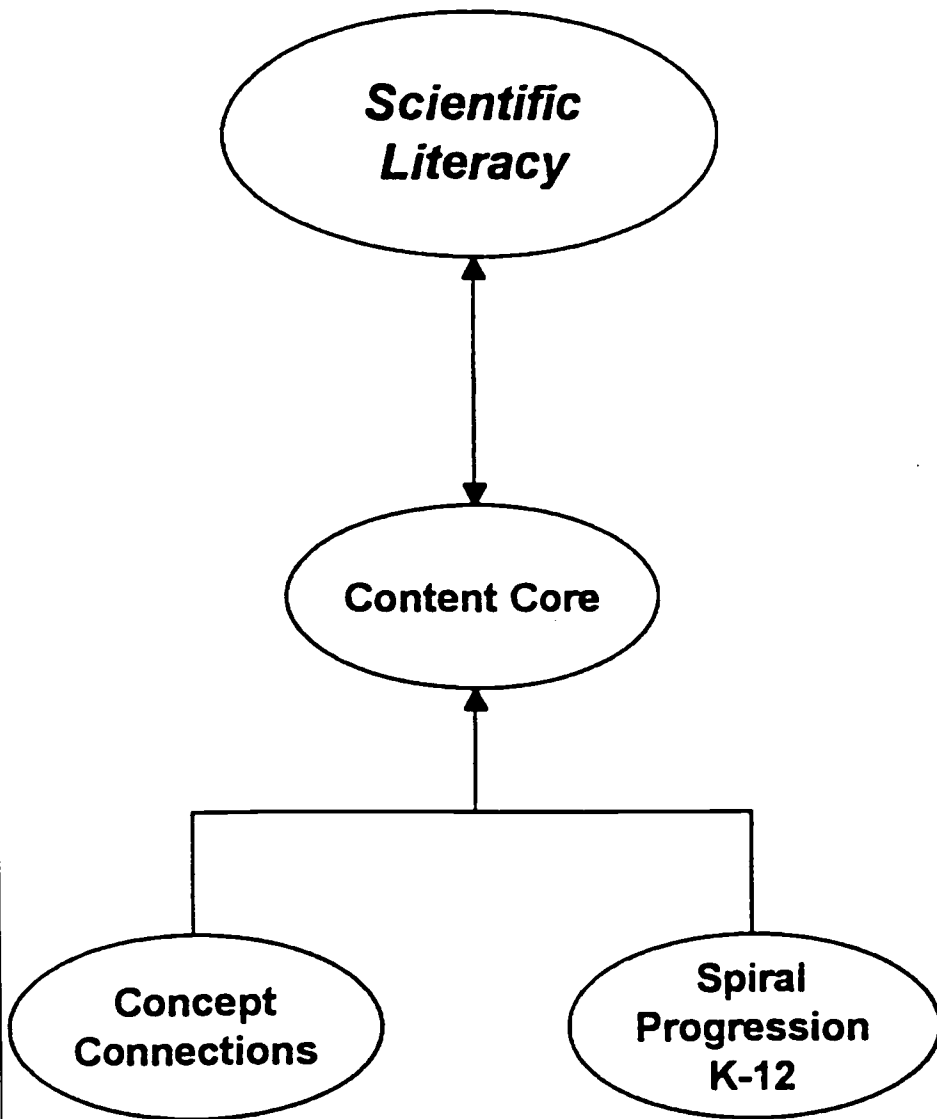 Scientific
Literacy
Content Core
Concept
Connections
Spiral
Progression
K-12